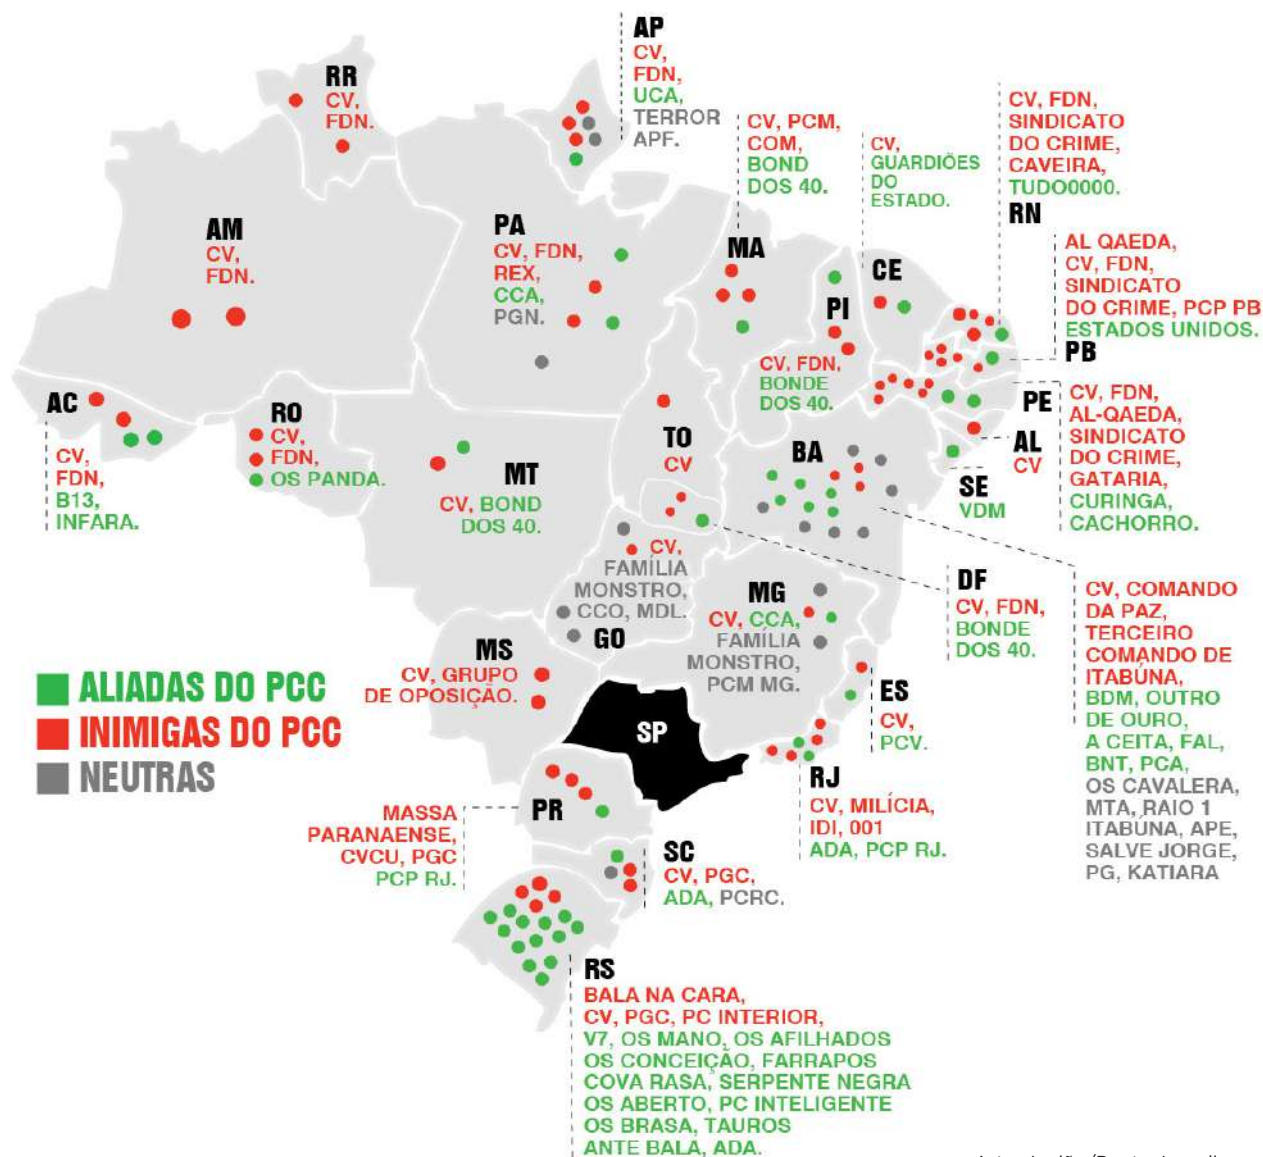 AP
CV,
FDN,
UCA,
TERROR
APF.
RR
CV,
FDN.
CV, PCM,
COM,
BOND
DOS 40.
MA
CV,
GUARDIÕES
DO
ESTADO.
CE
CV, FDN,
SINDICATO
DO CRIME,
CAVEIRA,
TUDO0000.
RN
AM
CV,
FDN.
PA
CV, FDN,
REX,
CCA,
PGN.
AL QAEDA,
CV, FDN,
SINDICATO
DO CRIME, PCP PB
ESTADOS UNIDOS.
PB
PI
CV, FDN,
BONDE
DOS 40.
AC
CV,
FDN,
B13,
INFARA.
RO
CV,
FDN,
OS PANDA.
MT
CV, BOND
DOS 40.
TO
CV
BA
PE
CV, FDN,
AL-QAEDA,
SINDICATO
DO CRIME,
GATARIA,
CURINGA,
CACHORRO.
AL
CV
SE
VDM
CV,
FAMÍLIA
MONSTRO,
CCO, MDL.
GO
MG
CV, CCA,
FAMÍLIA
MONSTRO,
PCM MG.
DF
CV, FDN,
BONDE
DOS 40.
CV, COMANDO
DA PAZ,
TERCEIRO
COMANDO DE
ITABÚNA,
BDM, OUTRO
DE OURO,
A CEITA, FAL,
BNT, PCA,
OS CAVALERA,
MTA, RAIO 1
ITABÚNA, APE,
SALVE JORGE,
PG, KATIARA
MS
CV, GRUPO
DE OPOSIÇÃO.
ALIADAS DO PCC
INIMIGAS DO PCC
NEUTRAS
SP
ES
CV,
PCV.
RJ
CV, MILÍCIA,
IDI, 001
ADA, PCP RJ.
PR
MASSA
PARANAENSE,
CVCU, PGC
PCP RJ.
SC
CV, PGC,
ADA, PCRC.
RS
BALA NA CARA,
CV, PGC, PC INTERIOR,
V7, OS MANO, OS AFILHADOS
OS CONCEIÇÃO, FARRAPOS
COVA RASA, SERPENTE NEGRA
OS ABERTO, PC INTELIGENTE
OS BRASA, TAUROS
ANTE BALA, ADA.